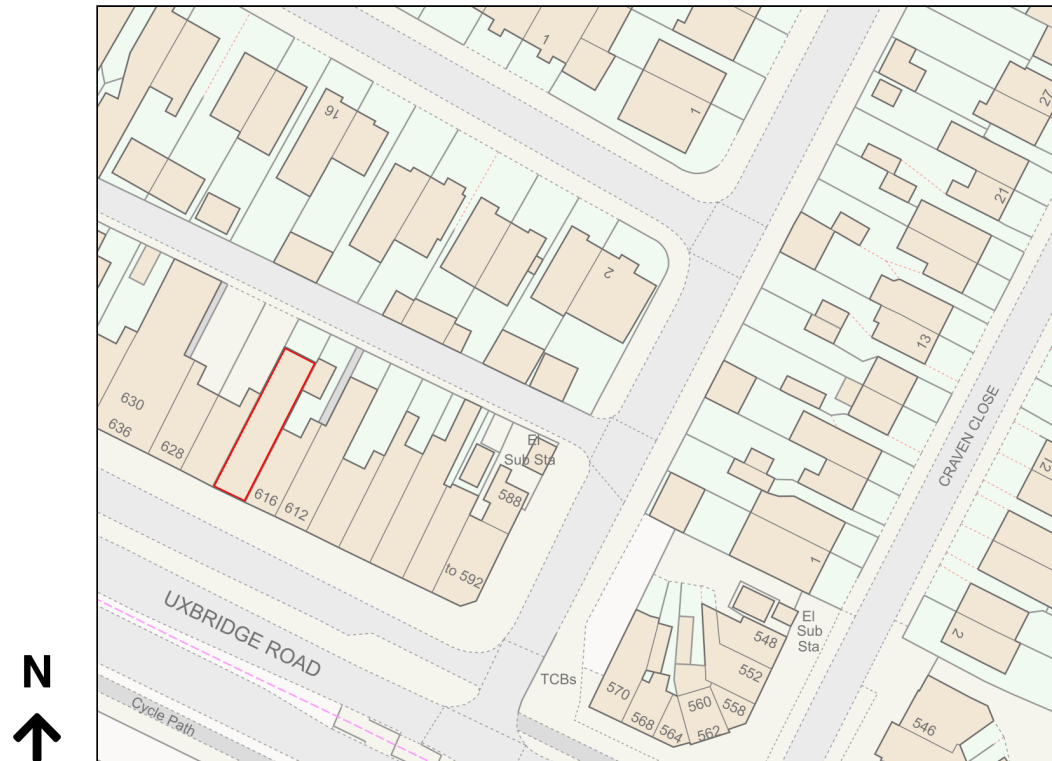 1
1
16
27
21
2
13
CRAVEN CLOSE
630
636
628
El
Sub Sta
588
616
612
12
to 592
1
UXBRIDGE ROAD
El
Sub
Sta
548
552
2
TCBs
570
560
558
568
564
562
546
Cycle Path
N